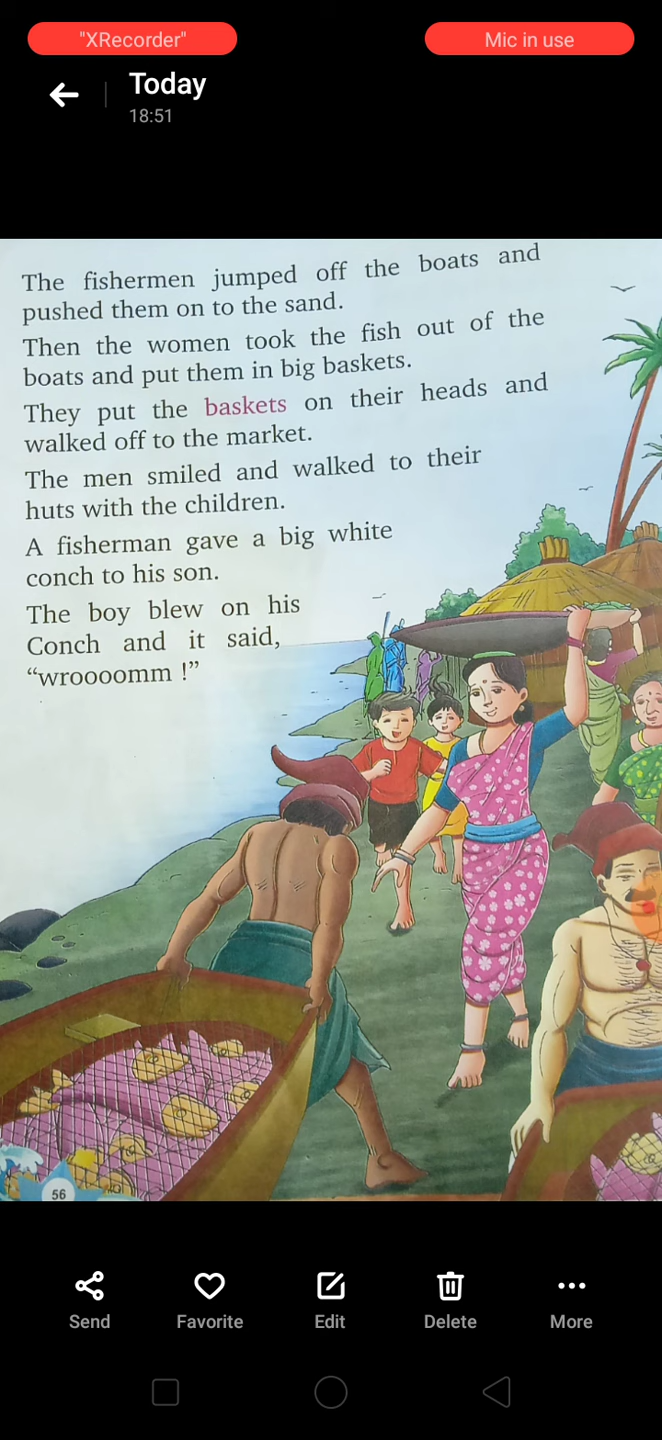 "XRecorder"
Mic in use
Today
18:51
The fishermen jumped off the boats and
pushed them on to the sand.
Then the women took the fish out of the
boats and put them in big baskets.
They put the baskets on their heads and
walked off to the market.
The men smiled and walked to their
huts with the children.
A fisherman gave a big white
conch to his son.
The boy blew on his
Conch and it said,
“wroooomm !”
56
Send
Favorite
Edit
Delete
More